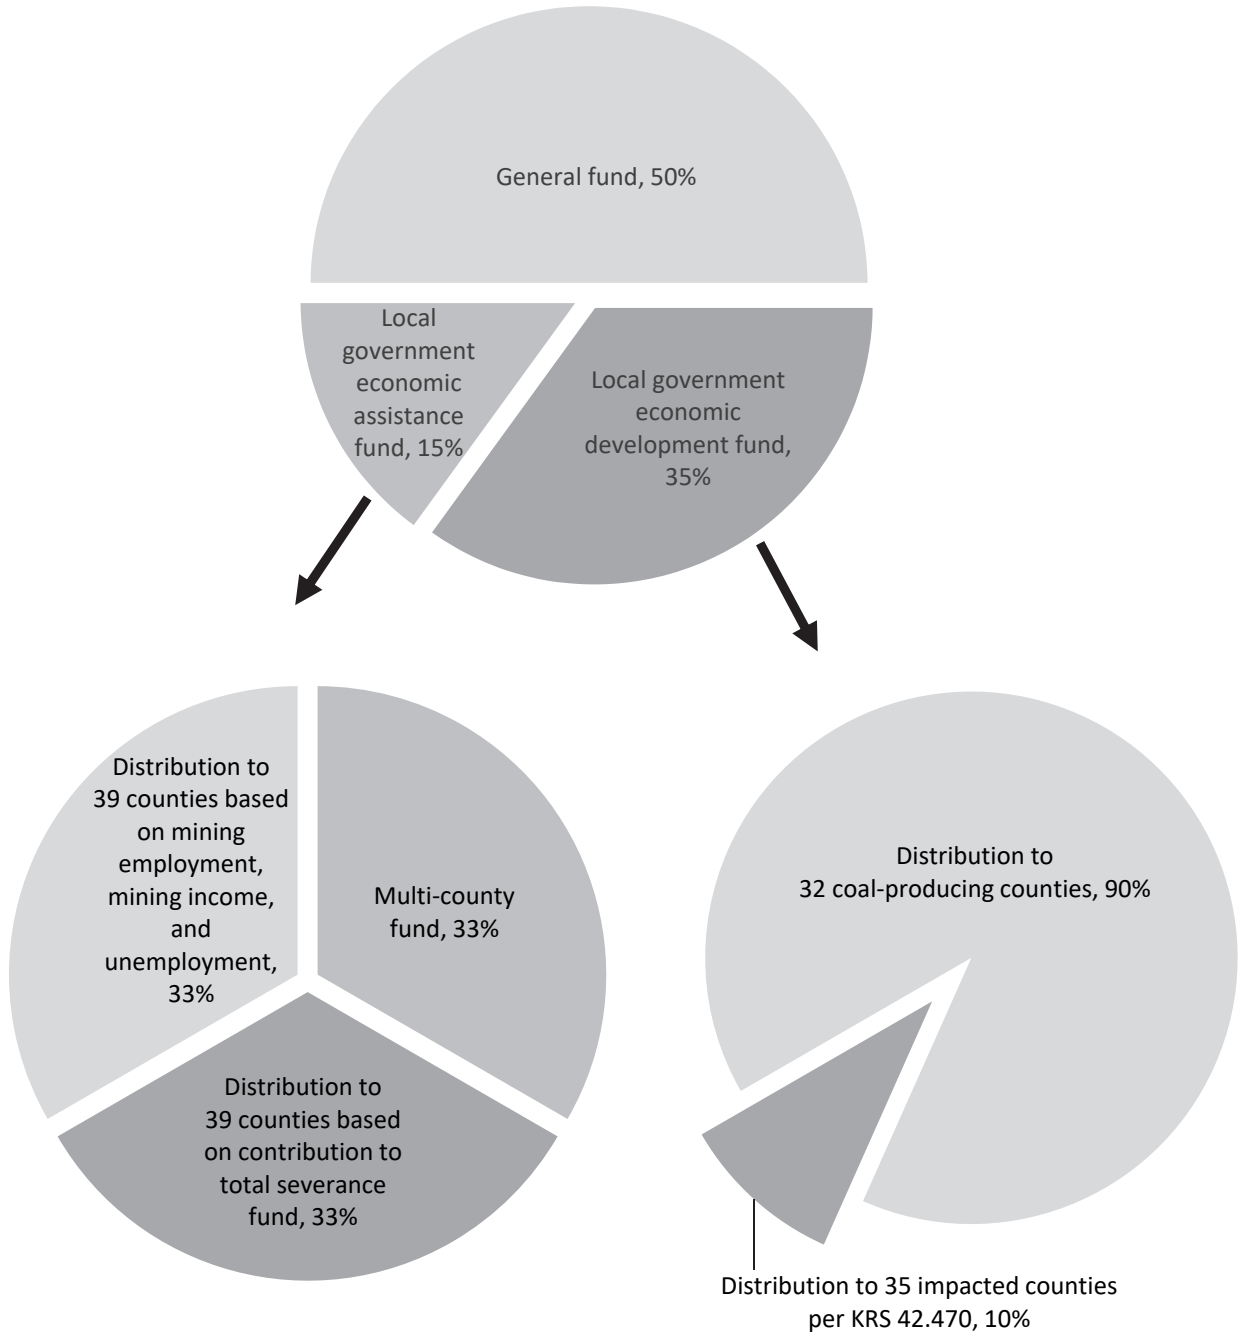 General fund, 50%
Local
government
economic
assistance
fund, 15%
Local government
economic
development fund,
35%
Distribution to
39 counties based
on mining
employment,
mining income,
and
unemployment,
33%
Multi-county
fund, 33%
Distribution to
39 counties based
on contribution to
total severance
fund, 33%
Distribution to
32 coal-producing counties, 90%
Distribution to 35 impacted counties
per KRS 42.470, 10%